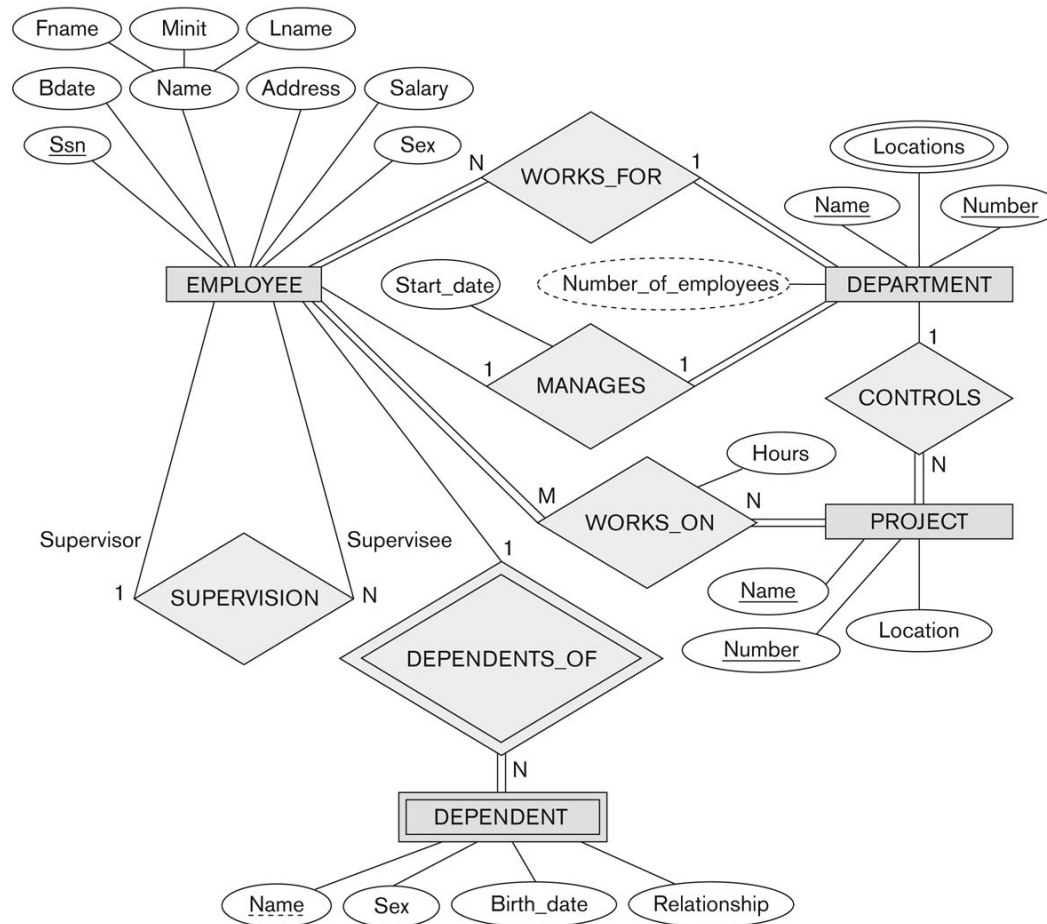 Fname
Minit
Lname
Bdate
Name
Address
Salary
Ssn
Sex
N
WORKS_FOR
1
Locations
Name
Number
EMPLOYEE
Start_date
Number_of_employees
DEPARTMENT
1
MANAGES
1
1
CONTROLS
N
Hours
M
WORKS_ON
N
PROJECT
Supervisor
Supervisee
1
SUPERVISION
N
1
Name
Number
Location
DEPENDENTS_OF
N
DEPENDENT
Name
Sex
Birth_date
Relationship